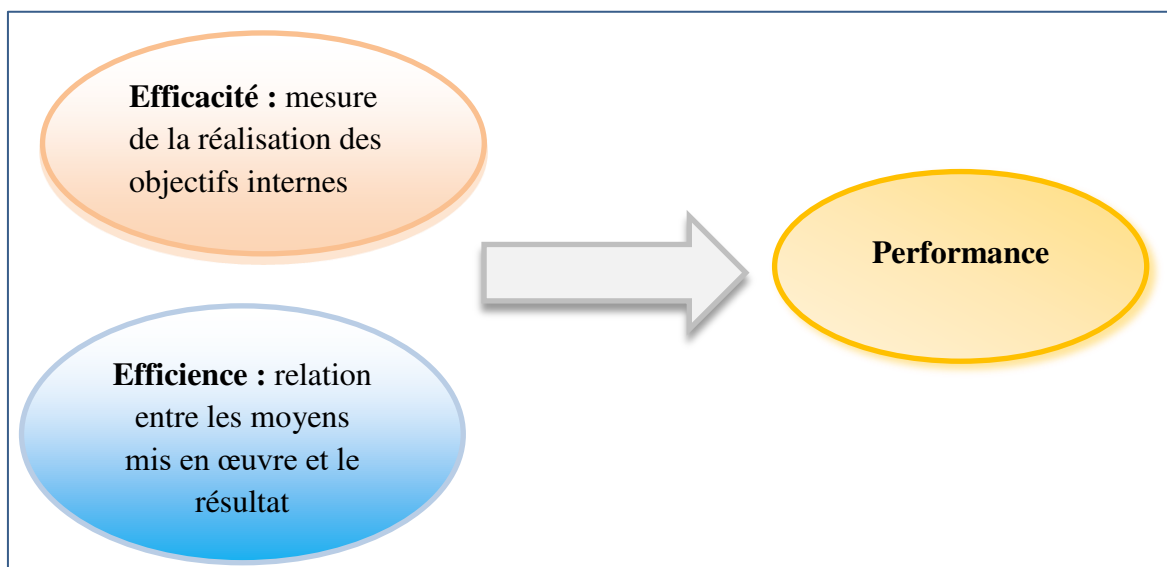 Efficacité : mesure
de la réalisation des
objectifs internes
Performance
Efficience : relation
entre les moyens
mis en œuvre et le
résultat